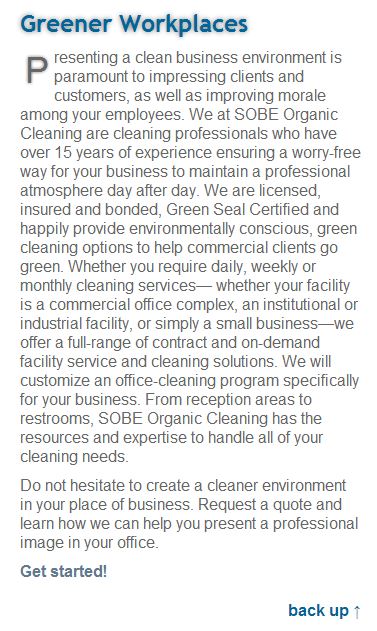 Greener Workplaces
Presenting a clean business environment is
paramount to impressing clients and
customers, as well as improving morale
among your employees. We at SOBE Organic
Cleaning are cleaning professionals who have
over 15 years of experience ensuring a worry-free
way for your business to maintain a professional
atmosphere day after day. We are licensed,
insured and bonded, Green Seal Certified and
happily provide environmentally conscious, green
cleaning options to help commercial clients go
green. Whether you require daily, weekly or
monthly cleaning services— whether your facility
is a commercial office complex, an institutional or
industrial facility, or simply a small business—we
offer a full-range of contract and on-demand
facility service and cleaning solutions. We will
customize an office-cleaning program specifically
for your business. From reception areas to
restrooms, SOBE Organic Cleaning has the
resources and expertise to handle all of your
cleaning needs.
Do not hesitate to create a cleaner environment
in your place of business. Request a quote and
learn how we can help you present a professional
image in your office.
Get started!
back up ↑